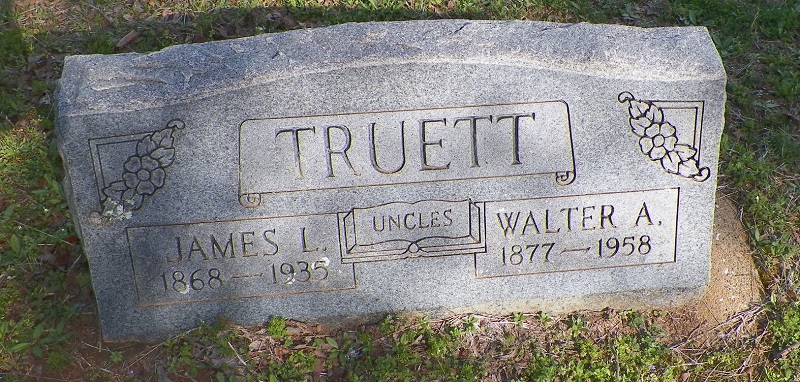 TRUETT
UNCLES
JAMES L.
1868—1935
WALTER A.
1877—1958